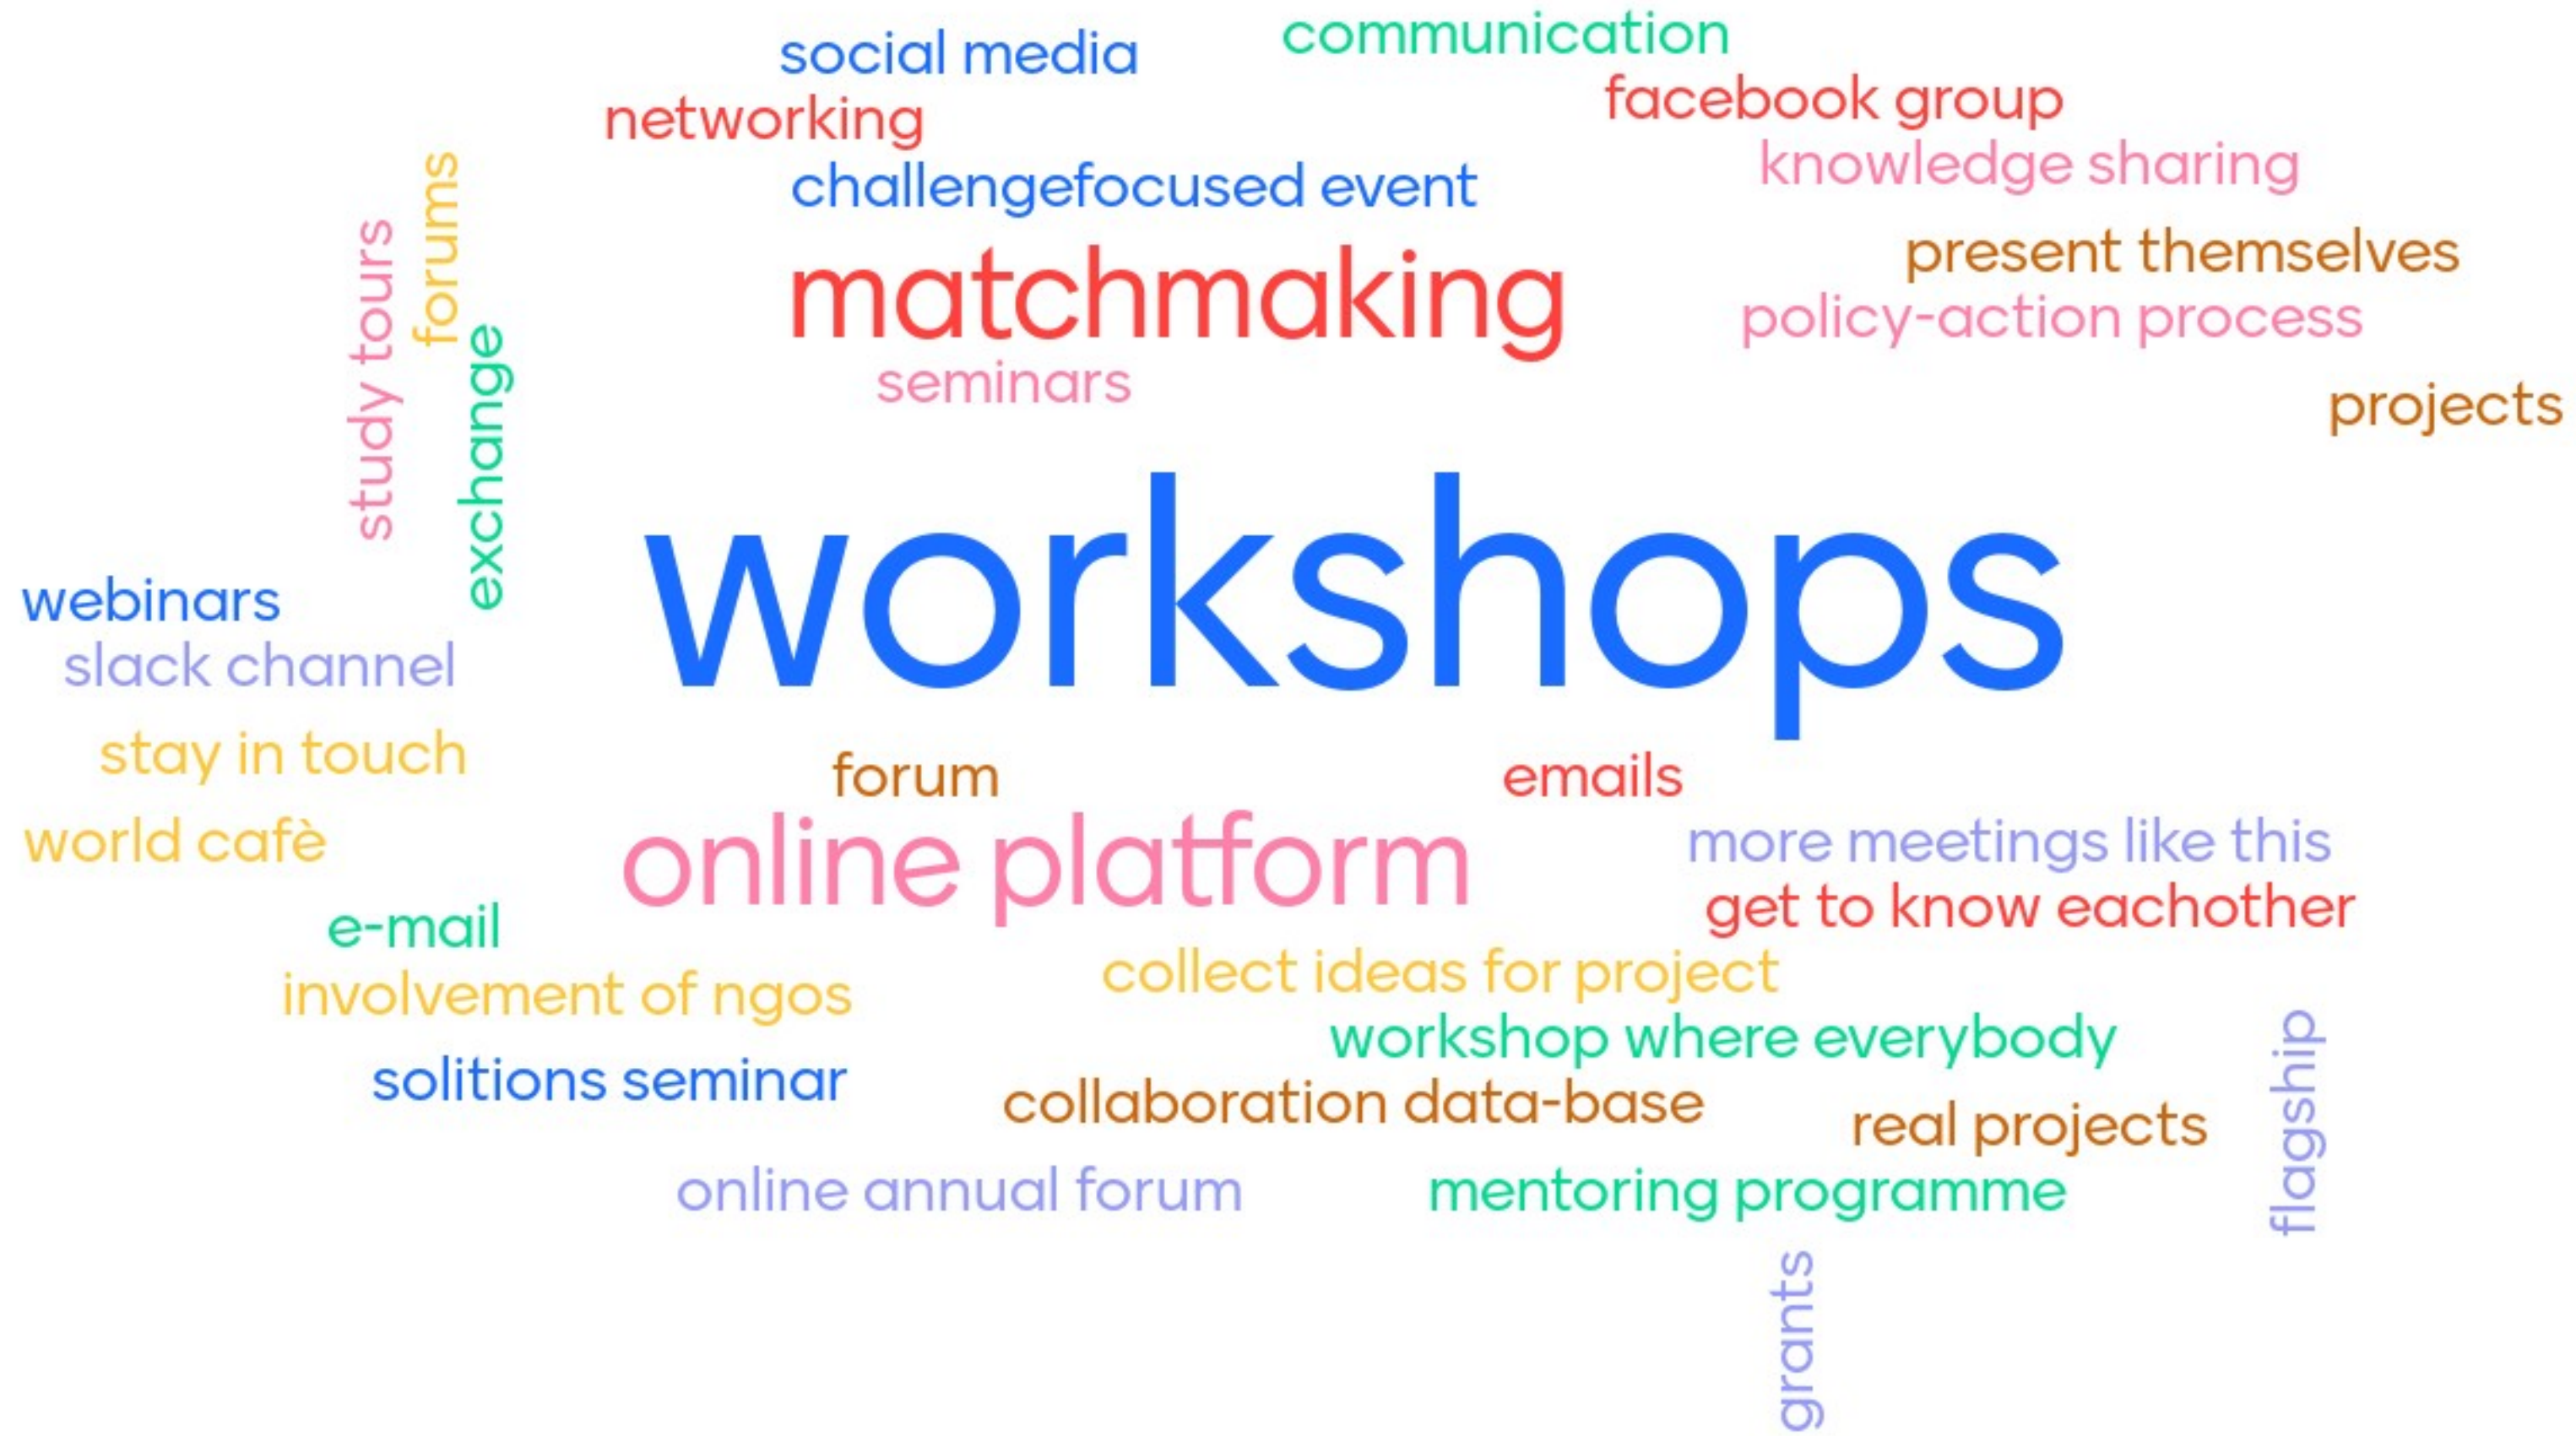 communication
social media
facebook group
networking
knowledge sharing
challengefocused event
forums
study tours
present themselves
matchmaking
policy-action process
exchange
seminars
projects
workshops
webinars
slack channel
stay in touch
forum
emails
world cafè
online platform
more meetings like this
get to know eachother
e-mail
collect ideas for project
involvement of ngos
workshop where everybody
solitions seminar
collaboration data-base
real projects
flagship
online annual forum
mentoring programme
grants